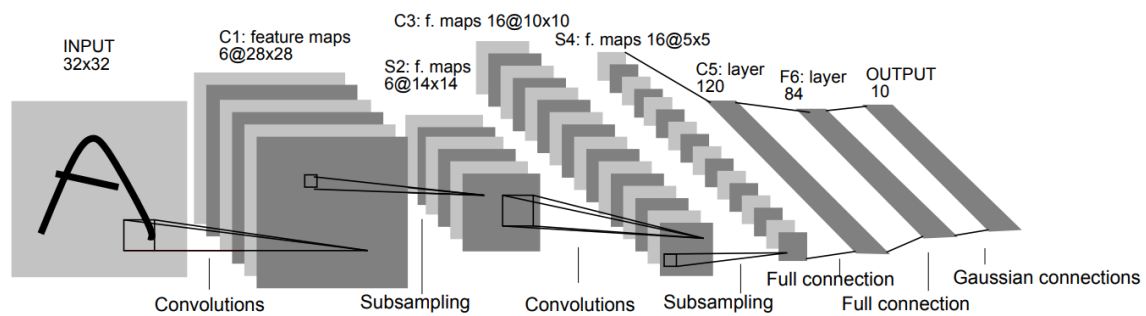 INPUT
32x32
C1: feature maps
6@28x28
S2: f. maps
6@14x14
C3: f. maps 16@10x10
S4: f. maps 16@5x5
C5: layer
120
F6: layer
84
OUTPUT
10
Convolutions
Subsampling
Convolutions
Subsampling
Full connection
Full connection
Gaussian connections